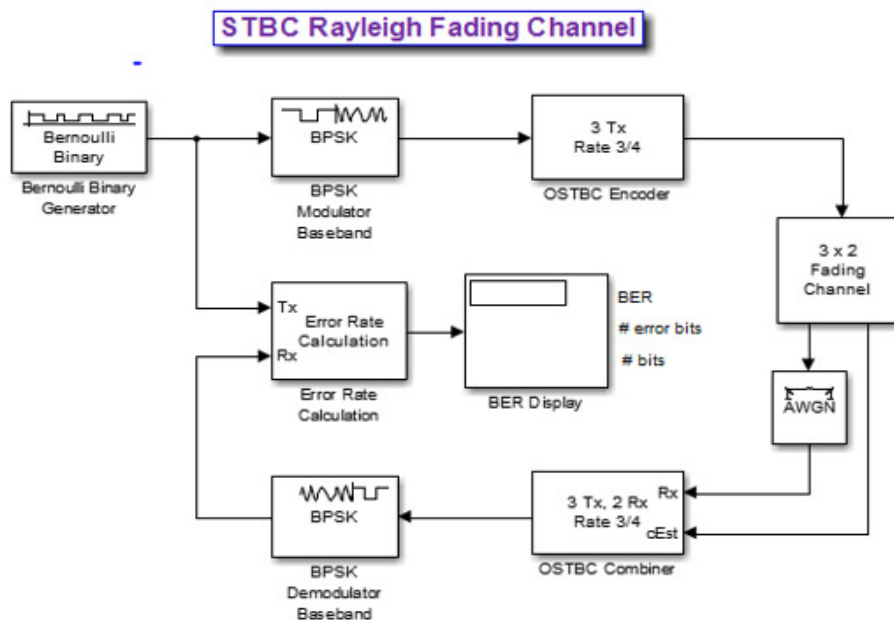 STBC Rayleigh Fading Channel
Bernoulli
Binary
Bernoulli Binary
Generator
BPSK
BPSK
Modulator
Baseband
3 Tx
Rate 3/4
OSTBC Encoder
3 x 2
Fading
Channel
Tx
Rx
Error Rate
Calculation
Error Rate
Calculation
BER
# error bits
# bits
BER Display
AWGN
BPSK
BPSK
Demodulator
Baseband
3 Tx, 2 Rx
Rate 3/4
Rx
cEst
OSTBC Combiner